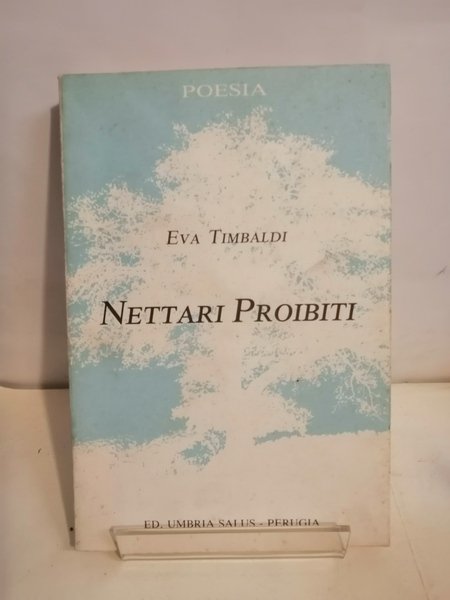 POESIA
EVA TIMBALDI
NETTARI PROIBITI
ED. UMBRIA SALUS - PERUGIA